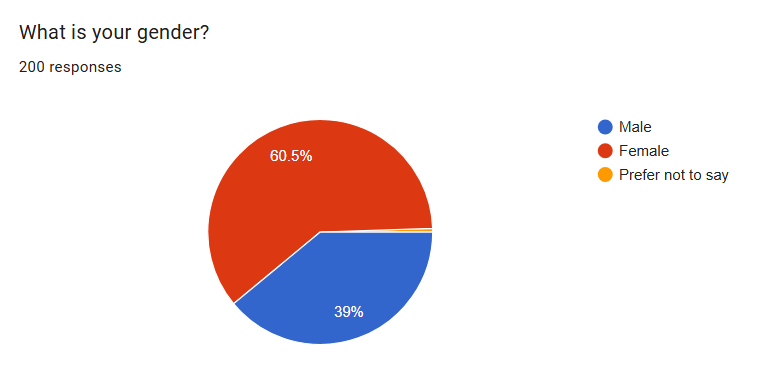 What is your gender?
200 responses
60.5%
39%
Male
Female
Prefer not to say